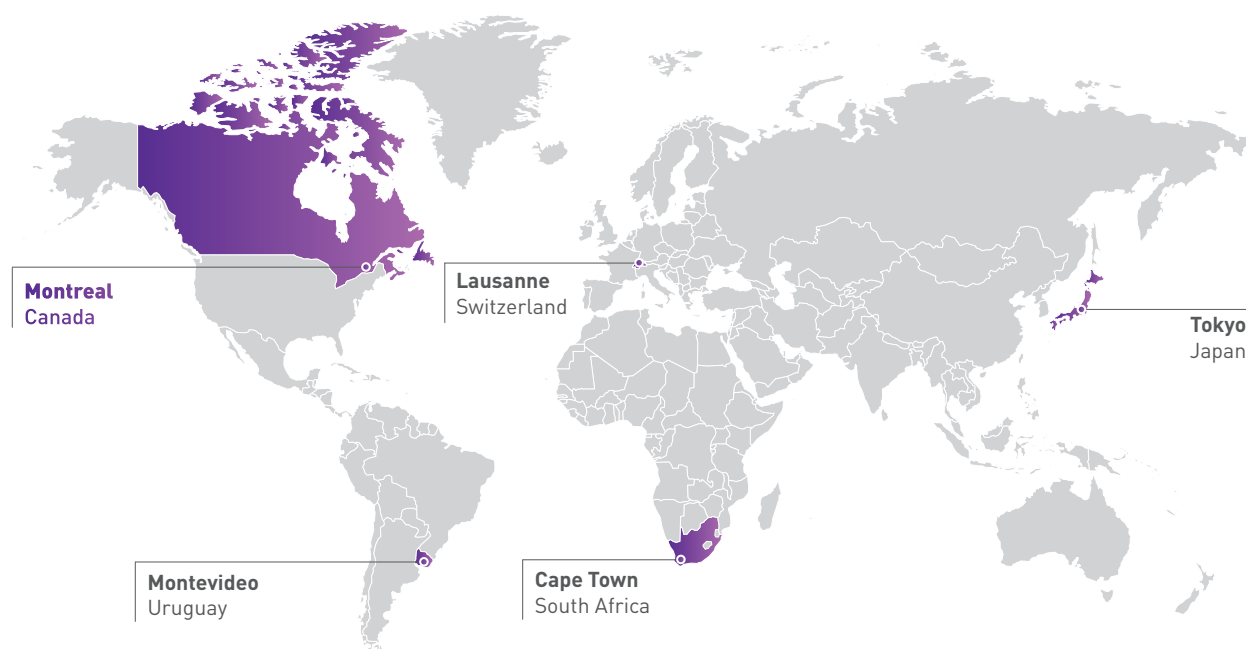 Montreal
Canada
Lausanne
Switzerland
Tokyo
Japan
Montevideo
Uruguay
Cape Town
South Africa